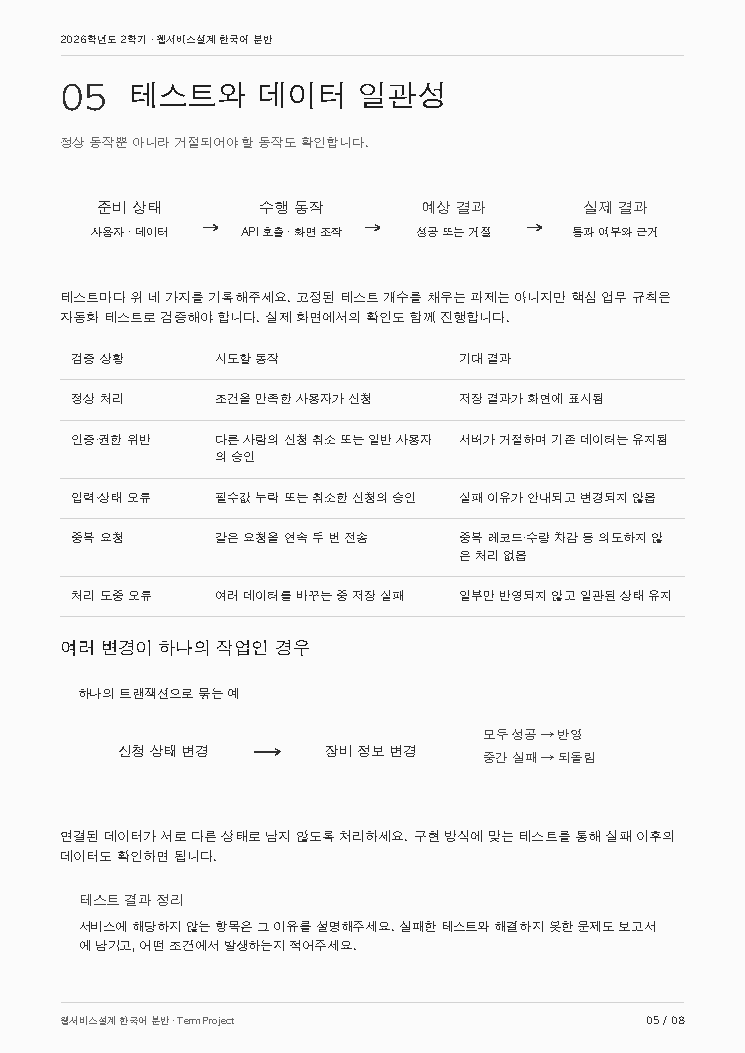 2026학년도 2학기 · 웹서비스설계 한국어 분반
05 테스트와 데이터 일관성
정상 동작뿐 아니라 거절되어야 할 동작도 확인합니다.
준비 상태 수행 동작 예상 결과 실제 결과
사용자 · 데이터 → API 호출 · 화면 조작 → 성공 또는 거절 → 통과 여부와 근거
테스트마다 위 네 가지를 기록해주세요. 고정된 테스트 개수를 채우는 과제는 아니지만 핵심 업무 규칙은
자동화 테스트로 검증해야 합니다. 실제 화면에서의 확인도 함께 진행합니다.
검증 상황 시도할 동작 기대 결과
정상 처리 조건을 만족한 사용자가 신청 저장 결과가 화면에 표시됨
인증·권한 위반 다른 사람의 신청 취소 또는 일반 사용자 서버가 거절하며 기존 데이터는 유지됨
의 승인
입력·상태 오류 필수값 누락 또는 취소한 신청의 승인 실패 이유가 안내되고 변경되지 않음
중복 요청 같은 요청을 연속 두 번 전송 중복 레코드·수량 차감 등 의도하지 않
은 처리 없음
처리 도중 오류 여러 데이터를 바꾸는 중 저장 실패 일부만 반영되지 않고 일관된 상태 유지
여러 변경이 하나의 작업인 경우
하나의 트랜잭션으로 묶는 예
신청 상태 변경 → 장비 정보 변경
모두 성공 → 반영
중간 실패 → 되돌림
연결된 데이터가 서로 다른 상태로 남지 않도록 처리하세요. 구현 방식에 맞는 테스트를 통해 실패 이후의
데이터도 확인하면 됩니다.
테스트 결과 정리
서비스에 해당하지 않는 항목은 그 이유를 설명해주세요. 실패한 테스트와 해결하지 못한 문제도 보고서
에 남기고, 어떤 조건에서 발생하는지 적어주세요.
웹서비스설계 한국어 분반 · Term Project 05 / 08